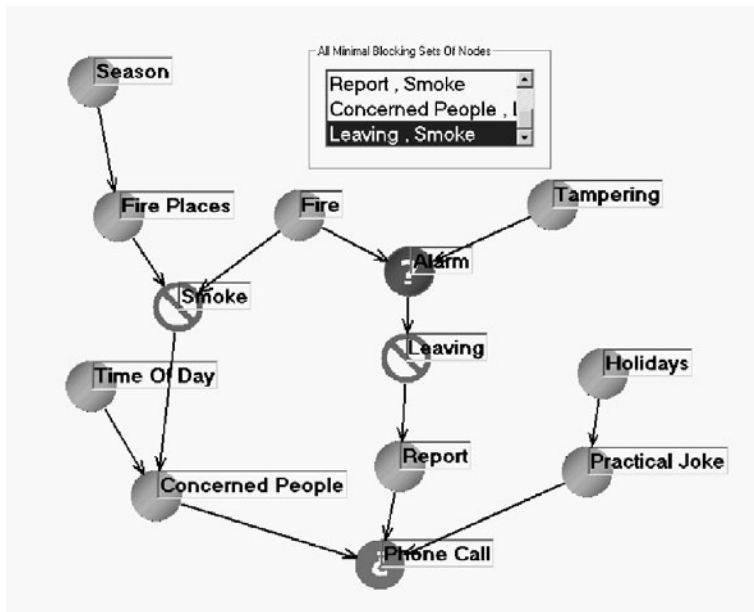 All Minimal Blocking Sets Of Nodes
Season
Report , Smoke
Concerned People ,
Leaving , Smoke
Fire Places
Fire
Tampering
Alarm
?
Smoke
Leaving
Time Of Day
Holidays
Report
Practical Joke
Concerned People
Phone Call
¿